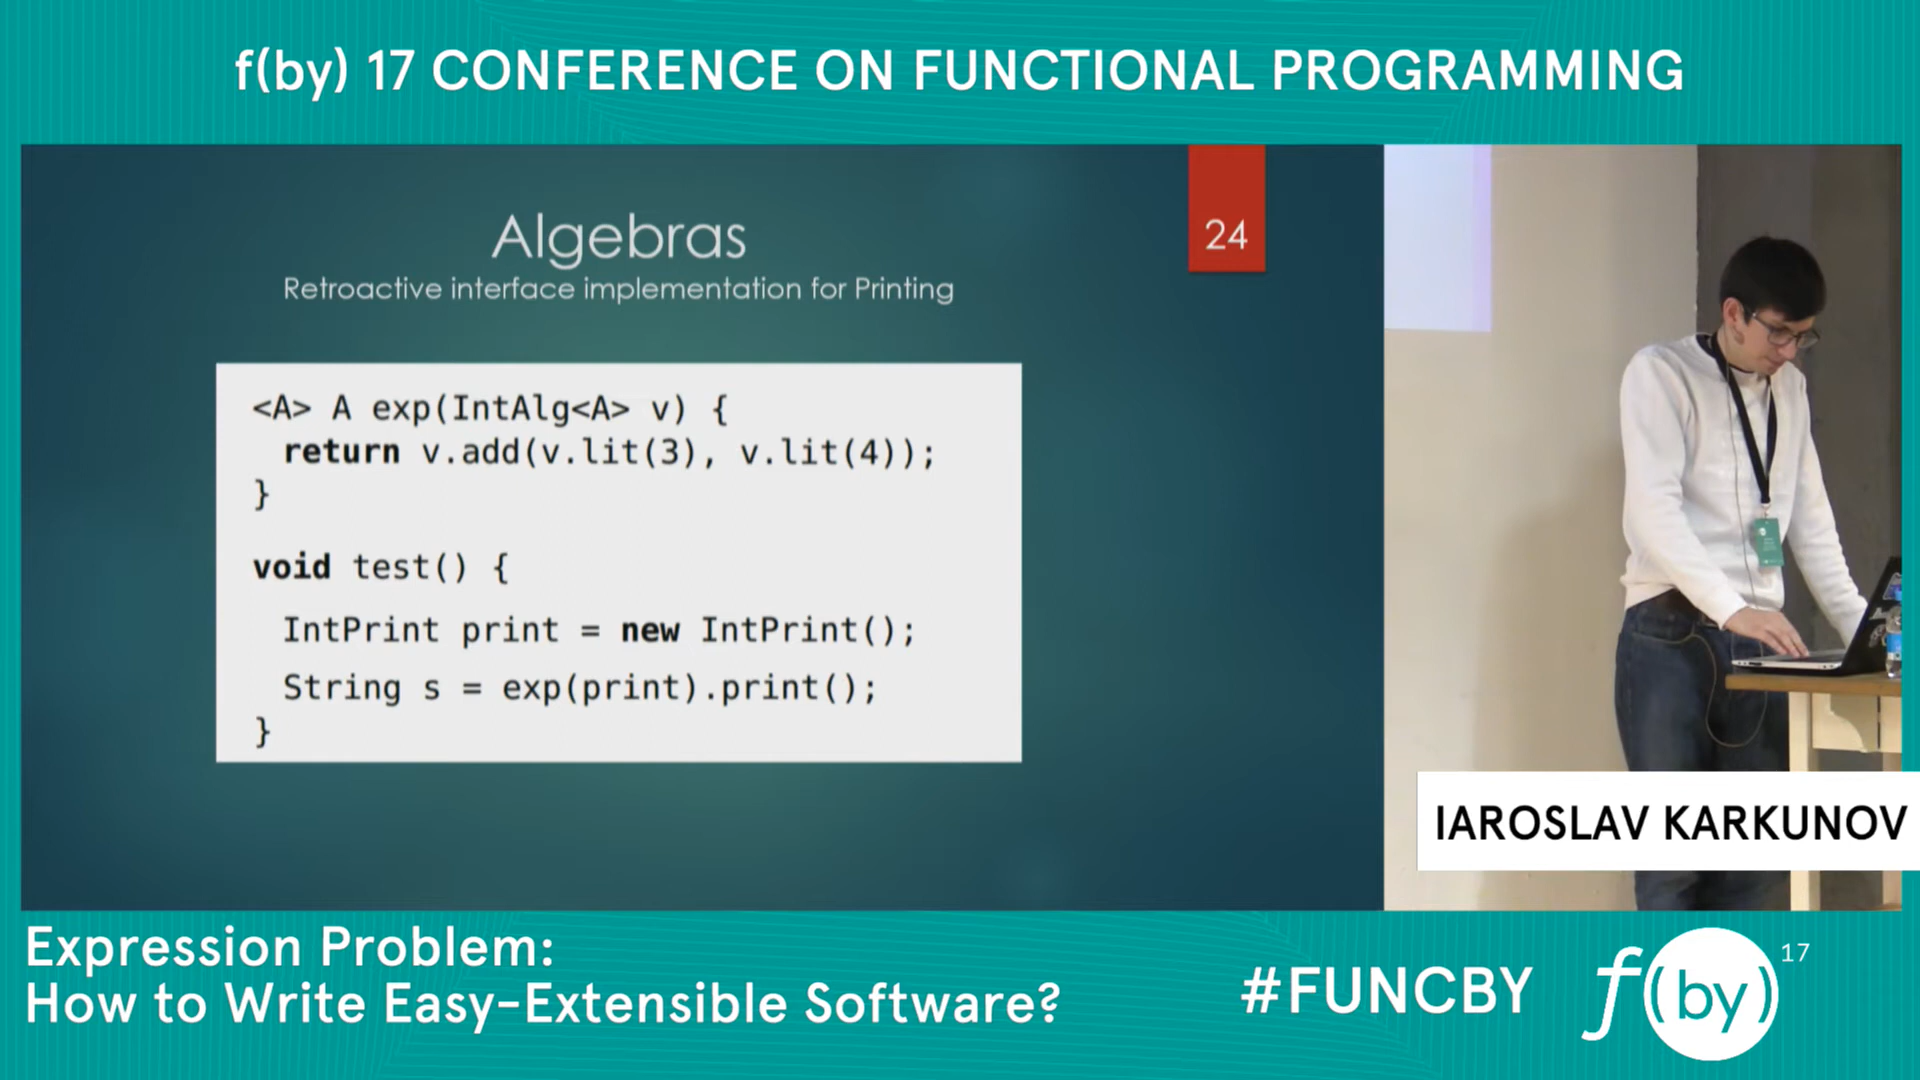 f(by) 17 CONFERENCE ON FUNCTIONAL PROGRAMMING
Algebras
24
Retroactive interface implementation for Printing
<A> A exp(IntAlg<A> v) {
return v.add(v.lit(3), v.lit(4));
}
void test() {
IntPrint print = new IntPrint();
String s = exp(print).print();
}
IAROSLAV KARKUNOV
Expression Problem:
How to Write Easy-Extensible Software?
#FUNCBY
f(by) 17